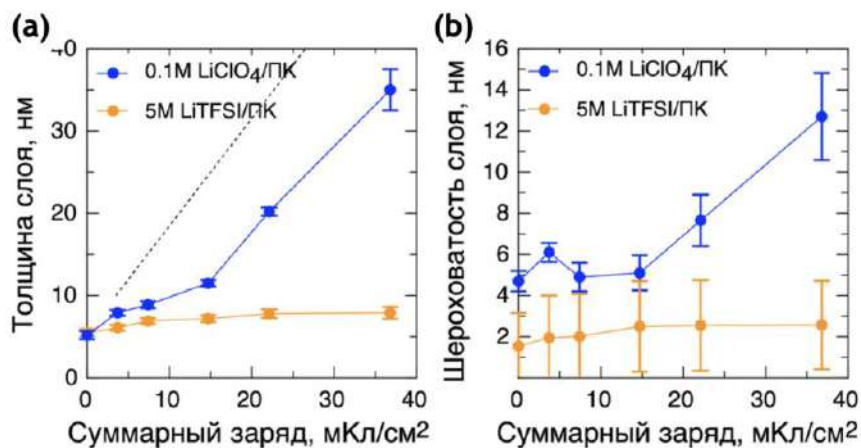 (a)
(b)
Толщина слоя, нм
40
30
20
10
0
0.1M LiClO4/ПК
5M LiTFSI/ПК
0 10 20 30 40
Суммарный заряд, мКл/см2
Шероховатость слоя, нм
16
14
12
10
8
6
4
2
0.1M LiClO4/ПК
5M LiTFSI/ПК
0 10 20 30 40
Суммарный заряд, мКл/см2